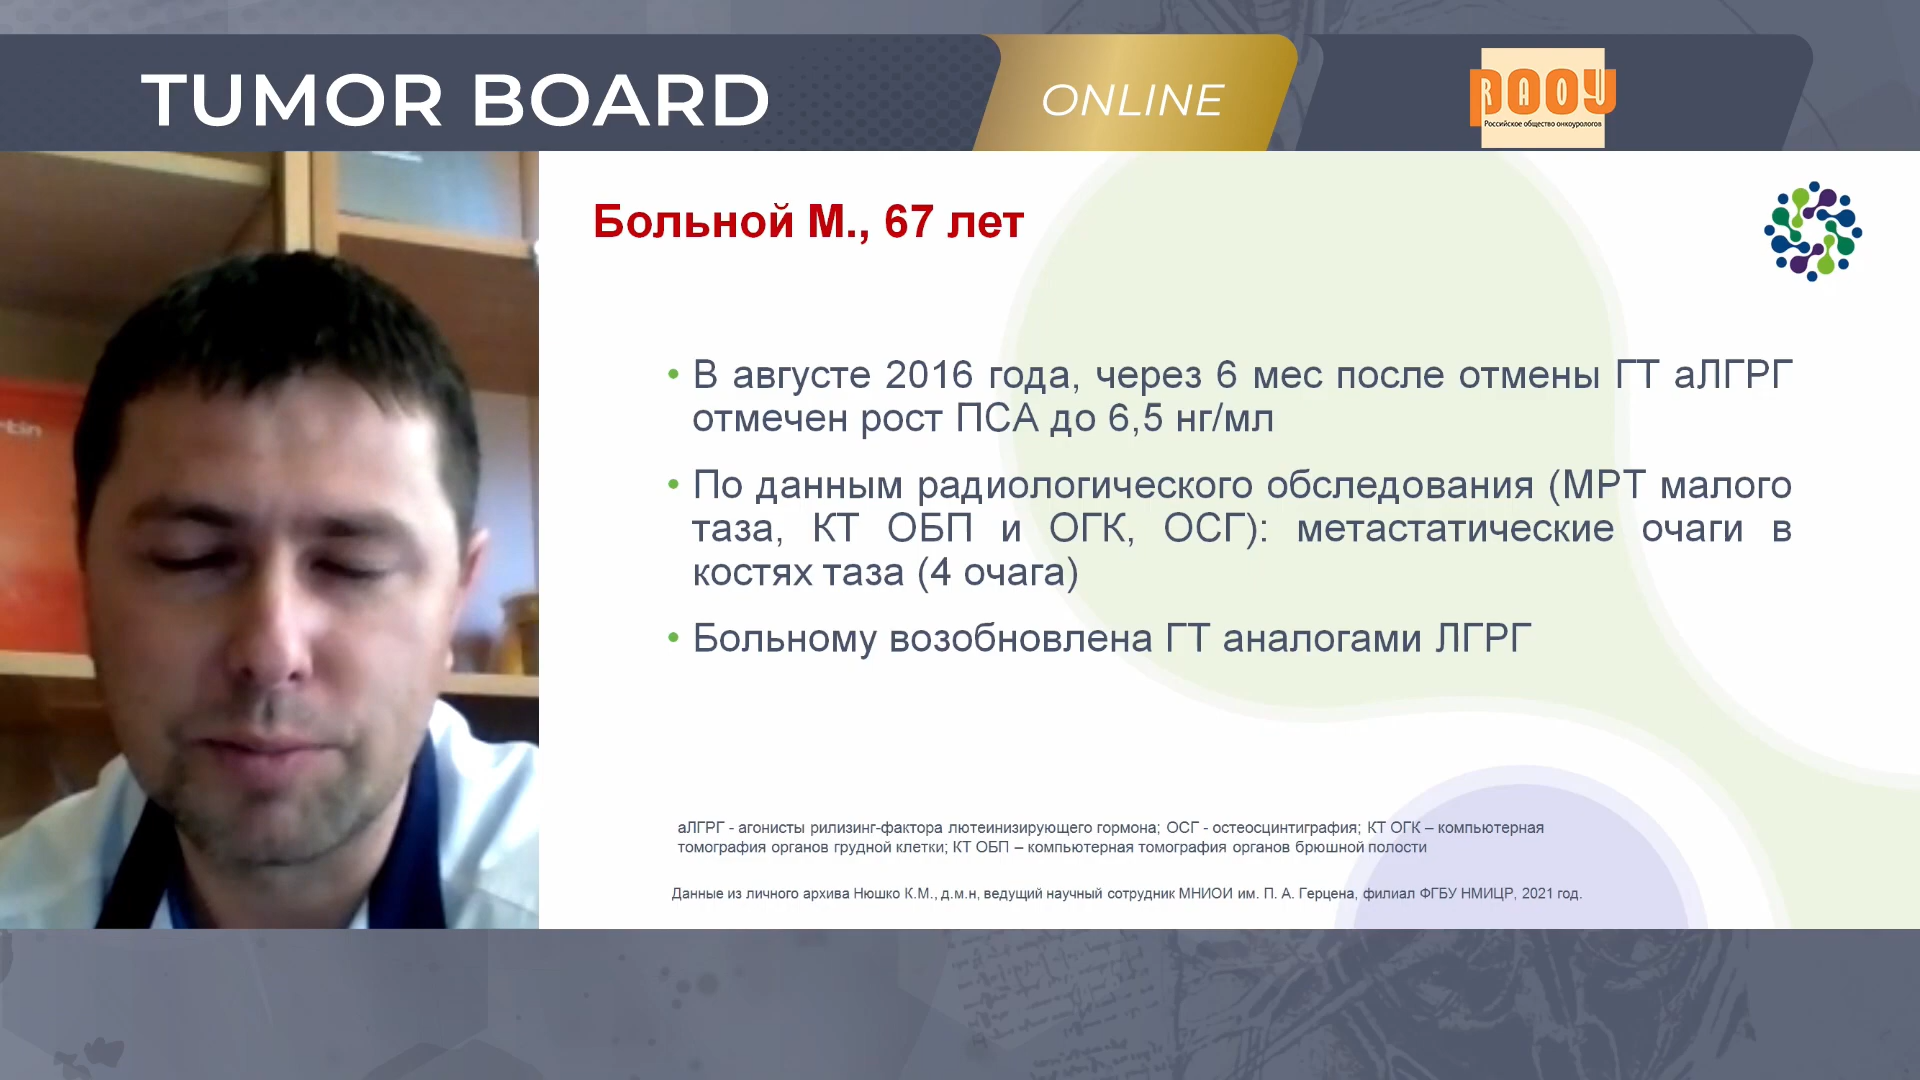 TUMOR BOARD
ONLINE
РАОУ
RAOU
Российское общество онкоурологов
Больной М., 67 лет
• В августе 2016 года, через 6 мес после отмены ГТ аЛГРГ
отмечен рост ПСА до 6,5 нг/мл
• По данным радиологического обследования (МРТ малого
таза, КТ ОБП и ОГК, ОСГ): метастатические очаги в
костях таза (4 очага)
• Больному возобновлена ГТ аналогами ЛГРГ
аЛГРГ - агонисты рилизинг-фактора лютеинизирующего гормона; ОСГ - остеосцинтиграфия; КТ ОГК – компьютерная
томография органов грудной клетки; КТ ОБП – компьютерная томография органов брюшной полости
Данные из личного архива Нюшко К.М., д.м.н, ведущий научный сотрудник МНИОИ им. П. А. Герцена, филиал ФГБУ НМИЦР, 2021 год.